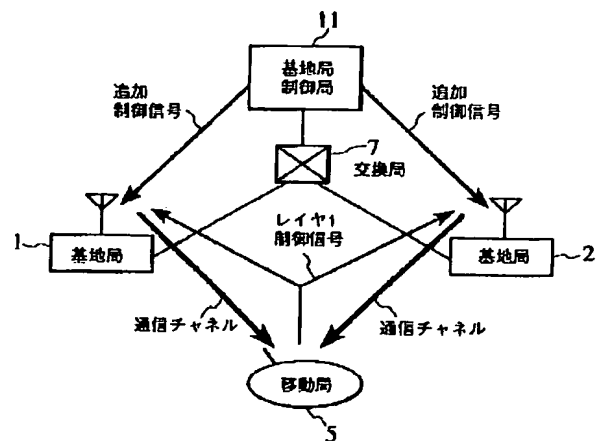 11
基地局
制御局
追加
制御信号
追加
制御信号
7
交換局
レイヤ1
制御信号
1
基地局
基地局
2
通信チャネル
通信チャネル
移動局
5